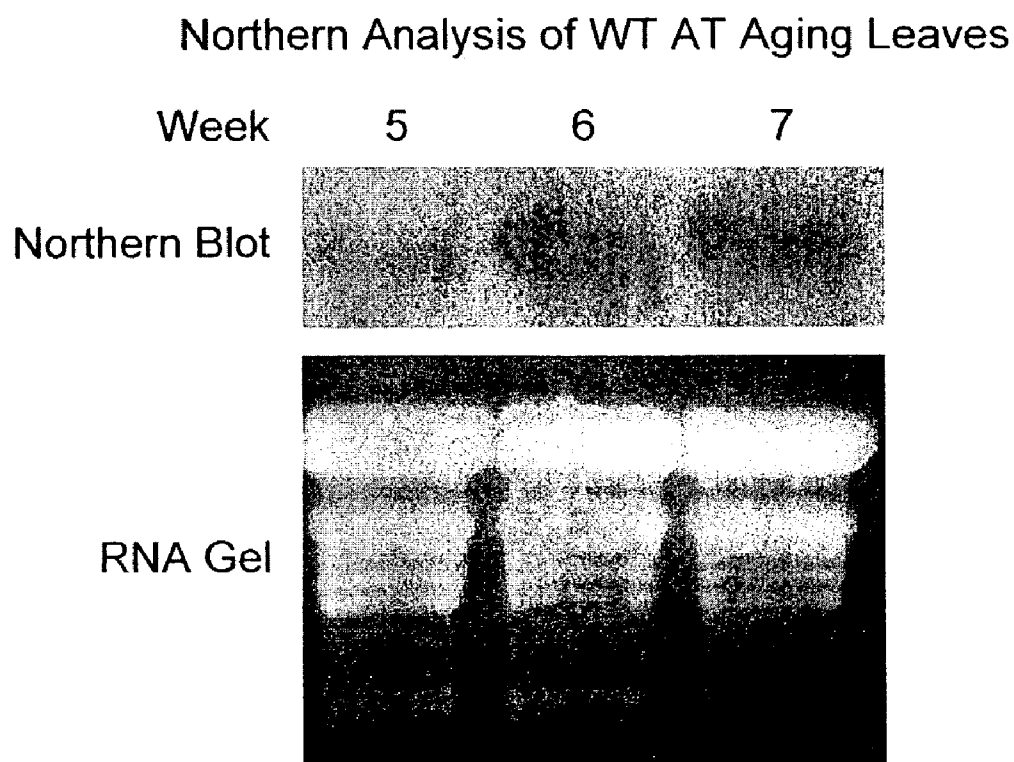 Northern Analysis of WT AT Aging Leaves
Week 5 6 7
Northern Blot
RNA Gel